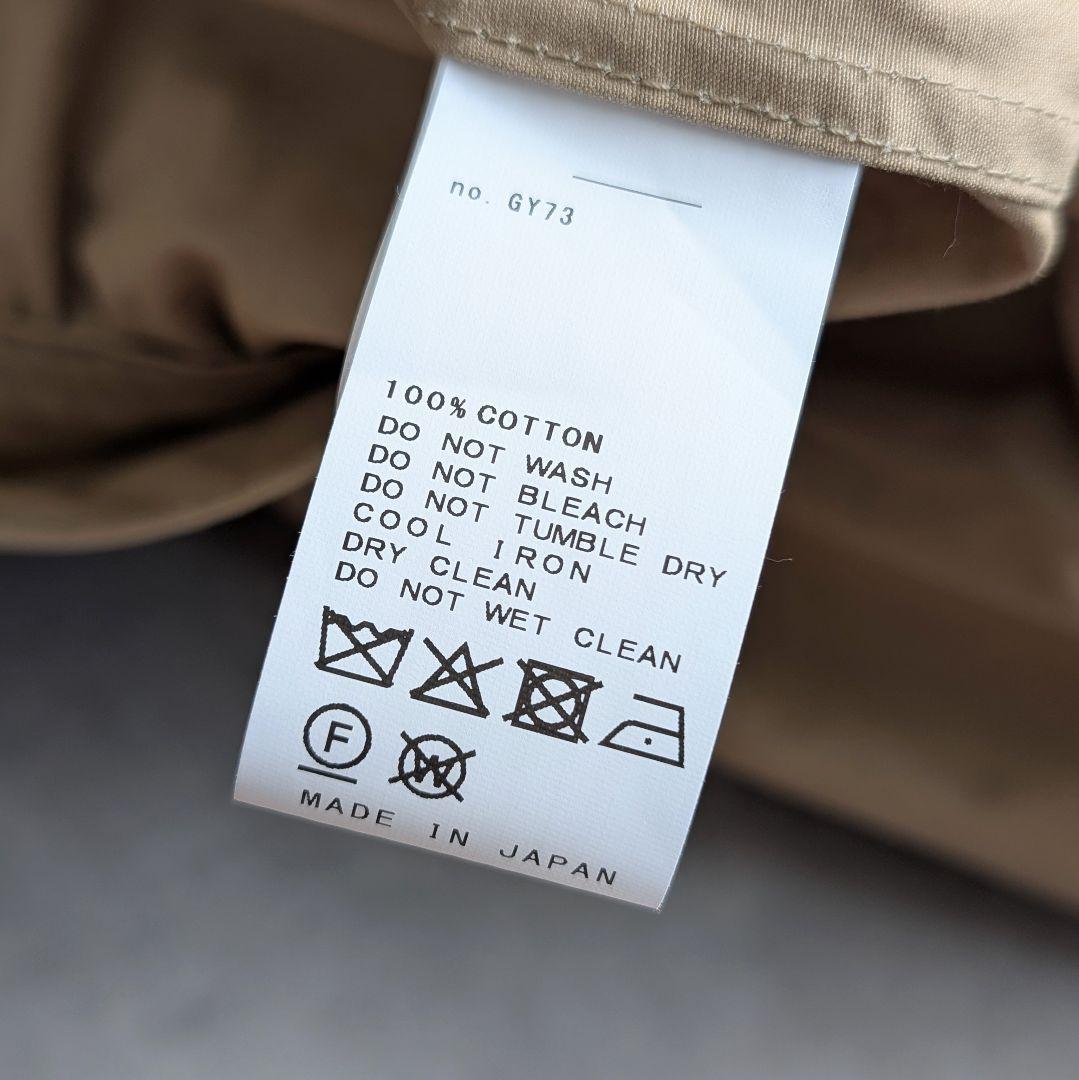 no. GY73
100% COTTON
DO NOT WASH
DO NOT BLEACH
DO NOT TUMBLE DRY
COOL IRON
DRY CLEAN
DO NOT WET CLEAN
F W
MADE IN JAPAN